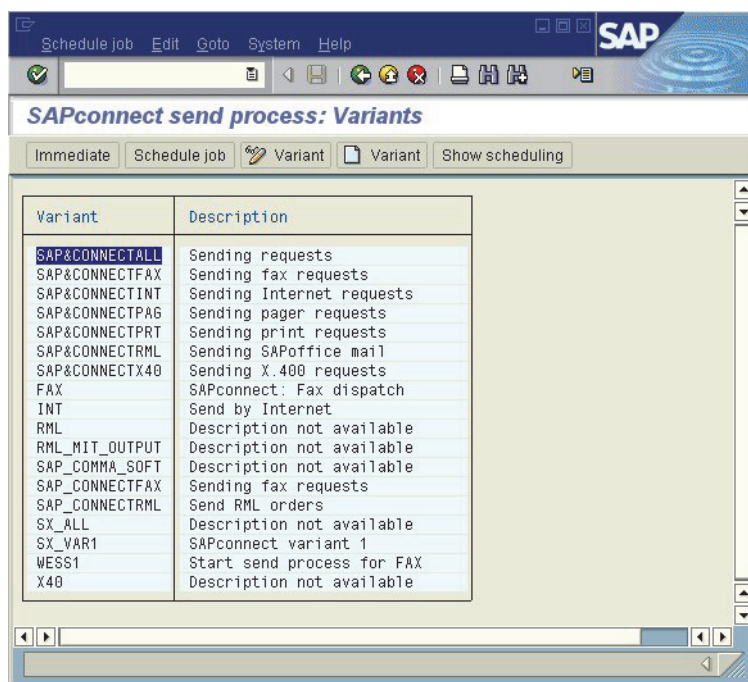 Schedule job Edit Goto System Help
SAP
SAPconnect send process: Variants
Immediate Schedule job Variant Variant Show scheduling
Variant Description
SAP&CONNECTALL Sending requests
SAP&CONNECTFAX Sending fax requests
SAP&CONNECTINT Sending Internet requests
SAP&CONNECTPAG Sending pager requests
SAP&CONNECTPRT Sending print requests
SAP&CONNECTRML Sending SAPoffice mail
SAP&CONNECTX40 Sending X.400 requests
FAX SAPconnect: Fax dispatch
INT Send by Internet
RML Description not available
RML_MIT_OUTPUT Description not available
SAP_COMMA_SOFT Description not available
SAP_CONNECTFAX Sending fax requests
SAP_CONNECTRML Send RML orders
SX_ALL Description not available
SX_VAR1 SAPconnect variant 1
WESS1 Start send process for FAX
X40 Description not available